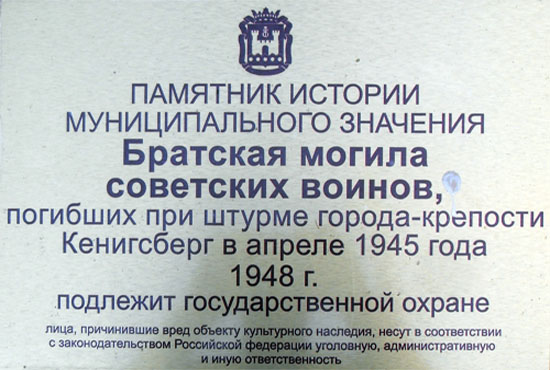 ПАМЯТНИК ИСТОРИИ
МУНИЦИПАЛЬНОГО ЗНАЧЕНИЯ
Братская могила
советских воинов,
погибших при штурме города-крепости
Кенигсберг в апреле 1945 года
1948 г.
подлежит государственной охране
лица, причинившие вред объекту культурного наследия, несут в соответствии
с законодательством Российской федерации уголовную, административную
и иную ответственность